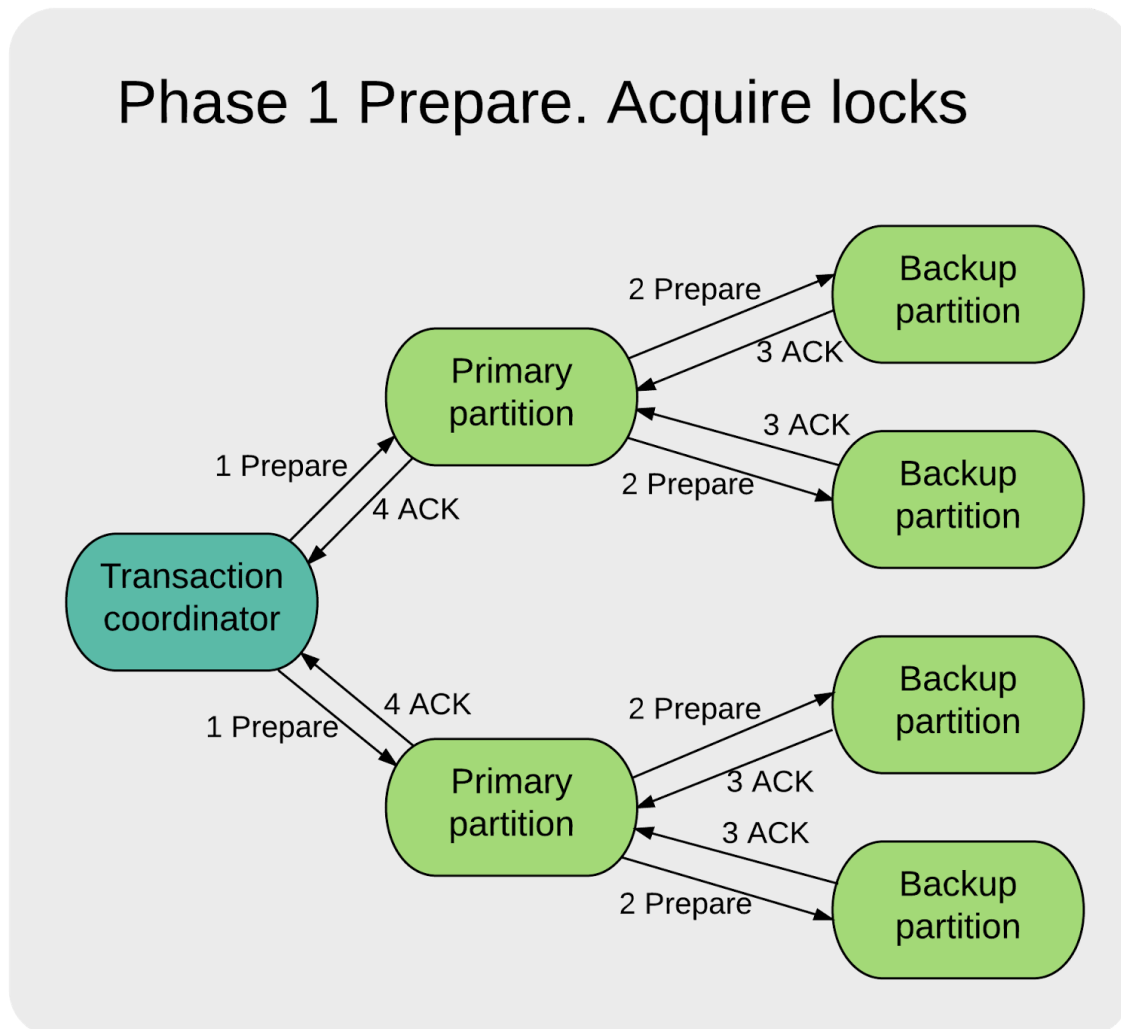 Phase 1 Prepare. Acquire locks
Backup
partition
2 Prepare
3 ACK
Primary
partition
3 ACK
2 Prepare
Backup
partition
1 Prepare
4 ACK
Transaction
coordinator
4 ACK
1 Prepare
Backup
partition
2 Prepare
3 ACK
Primary
partition
3 ACK
2 Prepare
Backup
partition